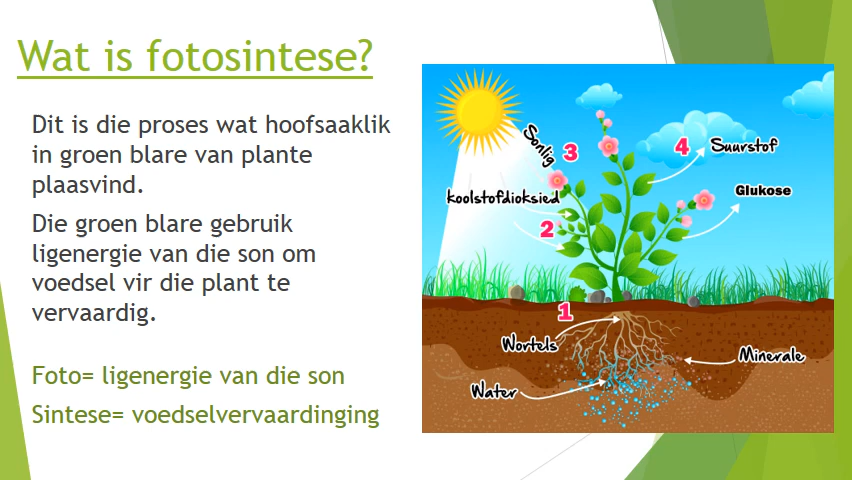 Wat is fotosintese?
Dit is die proses wat hoofsaaklik
in groen blare van plante
plaasvind.
Die groen blare gebruik
ligenergie van die son om
voedsel vir die plant te
vervaardig.
Foto= ligenergie van die son
Sintese= voedselvervaardinging
Sonlig
3
4
Suurstof
Glukose
koolstofdioksied
2
1
Wortels
Minerale
Water